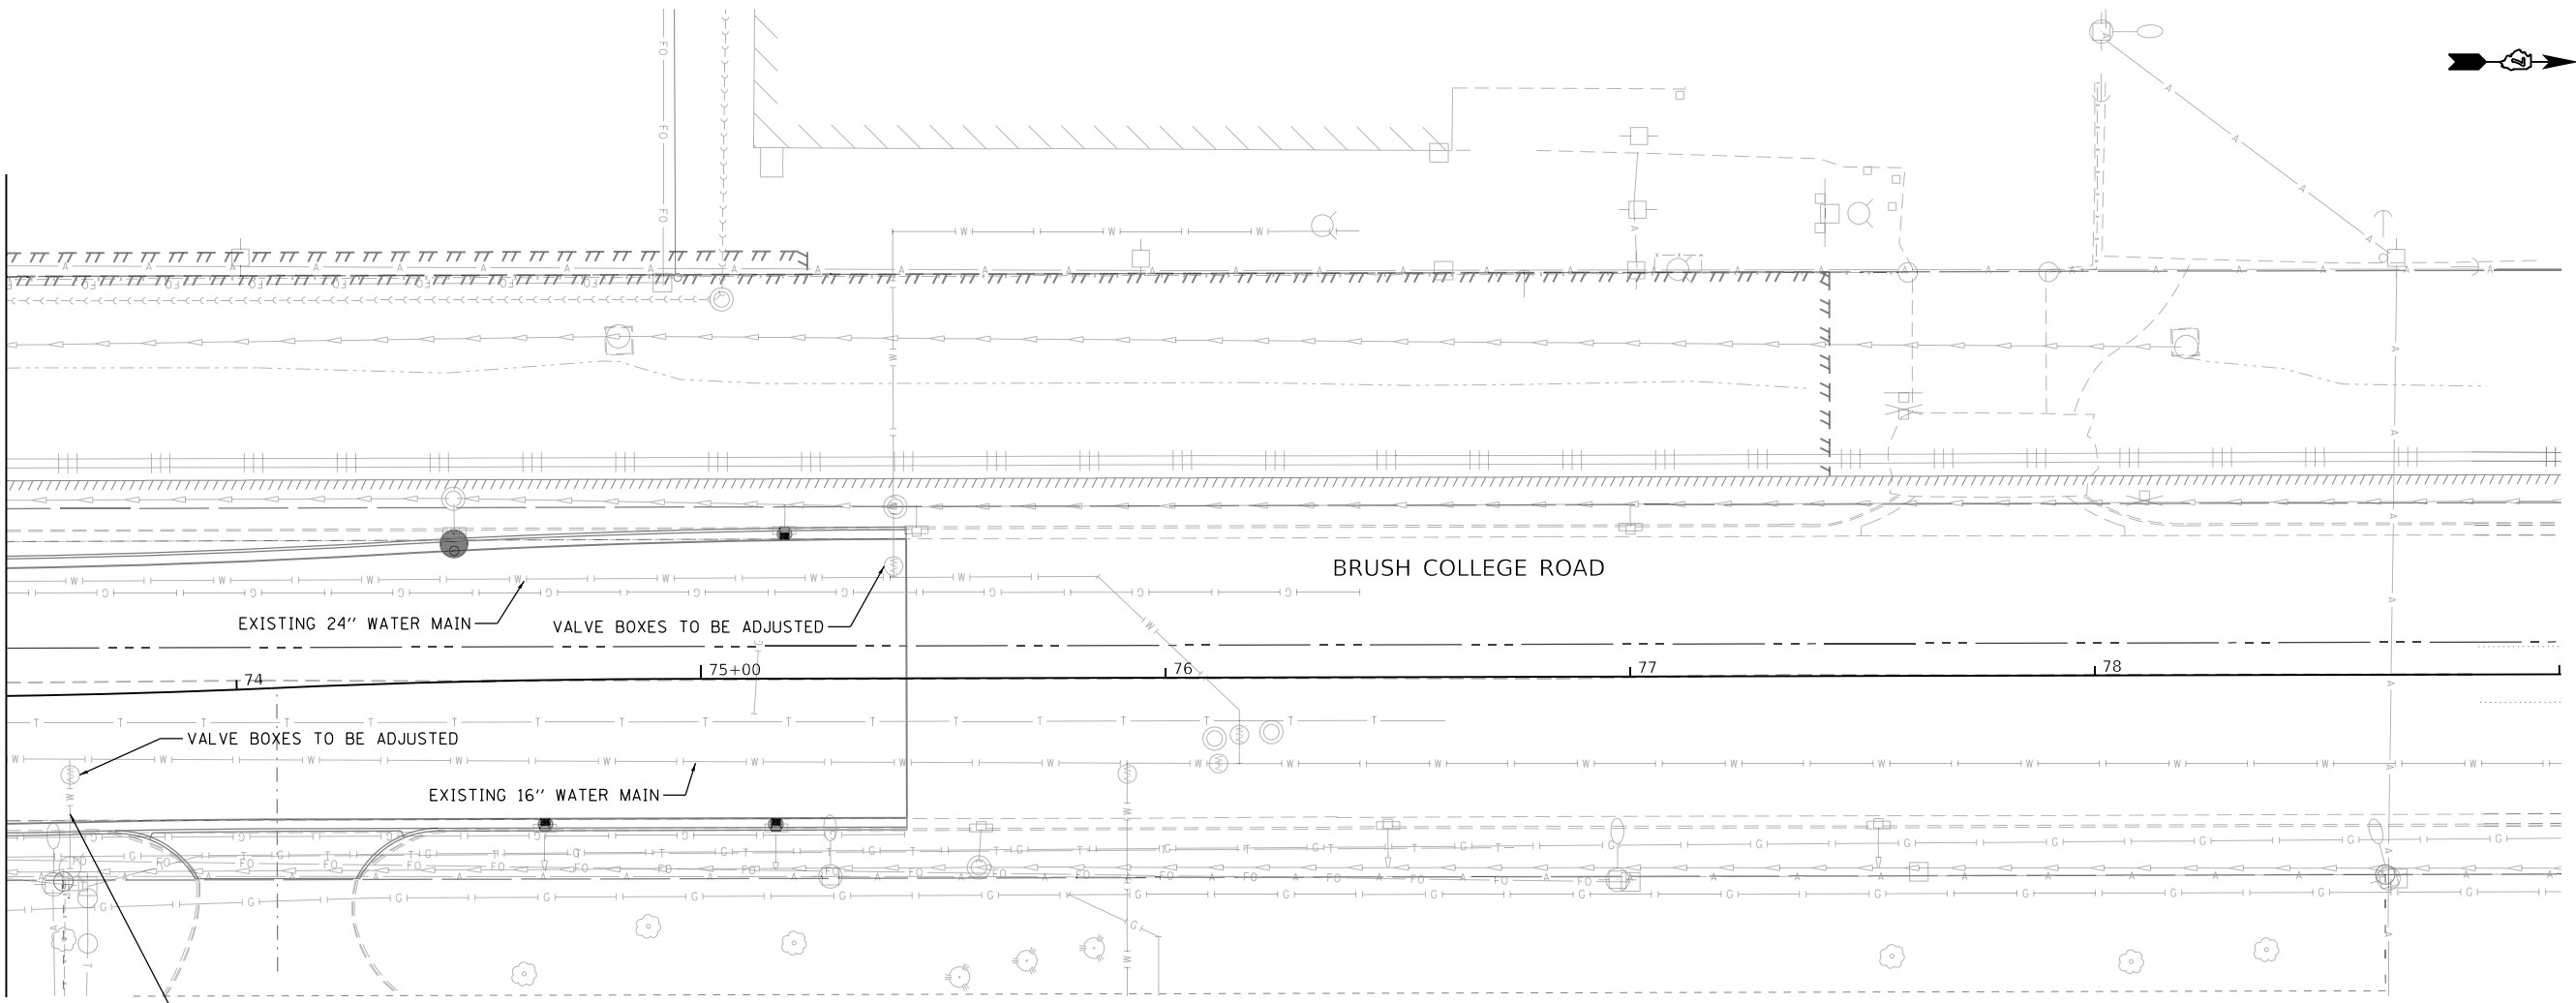 BRUSH COLLEGE ROAD
EXISTING 24" WATER MAIN
VALVE BOXES TO BE ADJUSTED
74
75+00
76
77
78
VALVE BOXES TO BE ADJUSTED
EXISTING 16" WATER MAIN